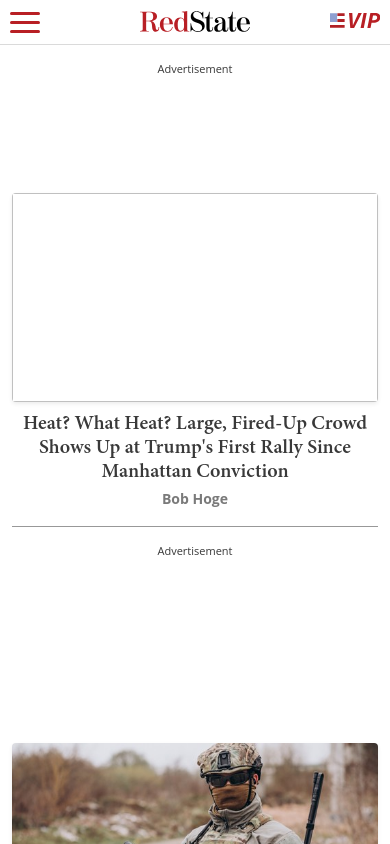 RedState
VIP
Advertisement
Heat? What Heat? Large, Fired-Up Crowd
Shows Up at Trump's First Rally Since
Manhattan Conviction
Bob Hoge
Advertisement